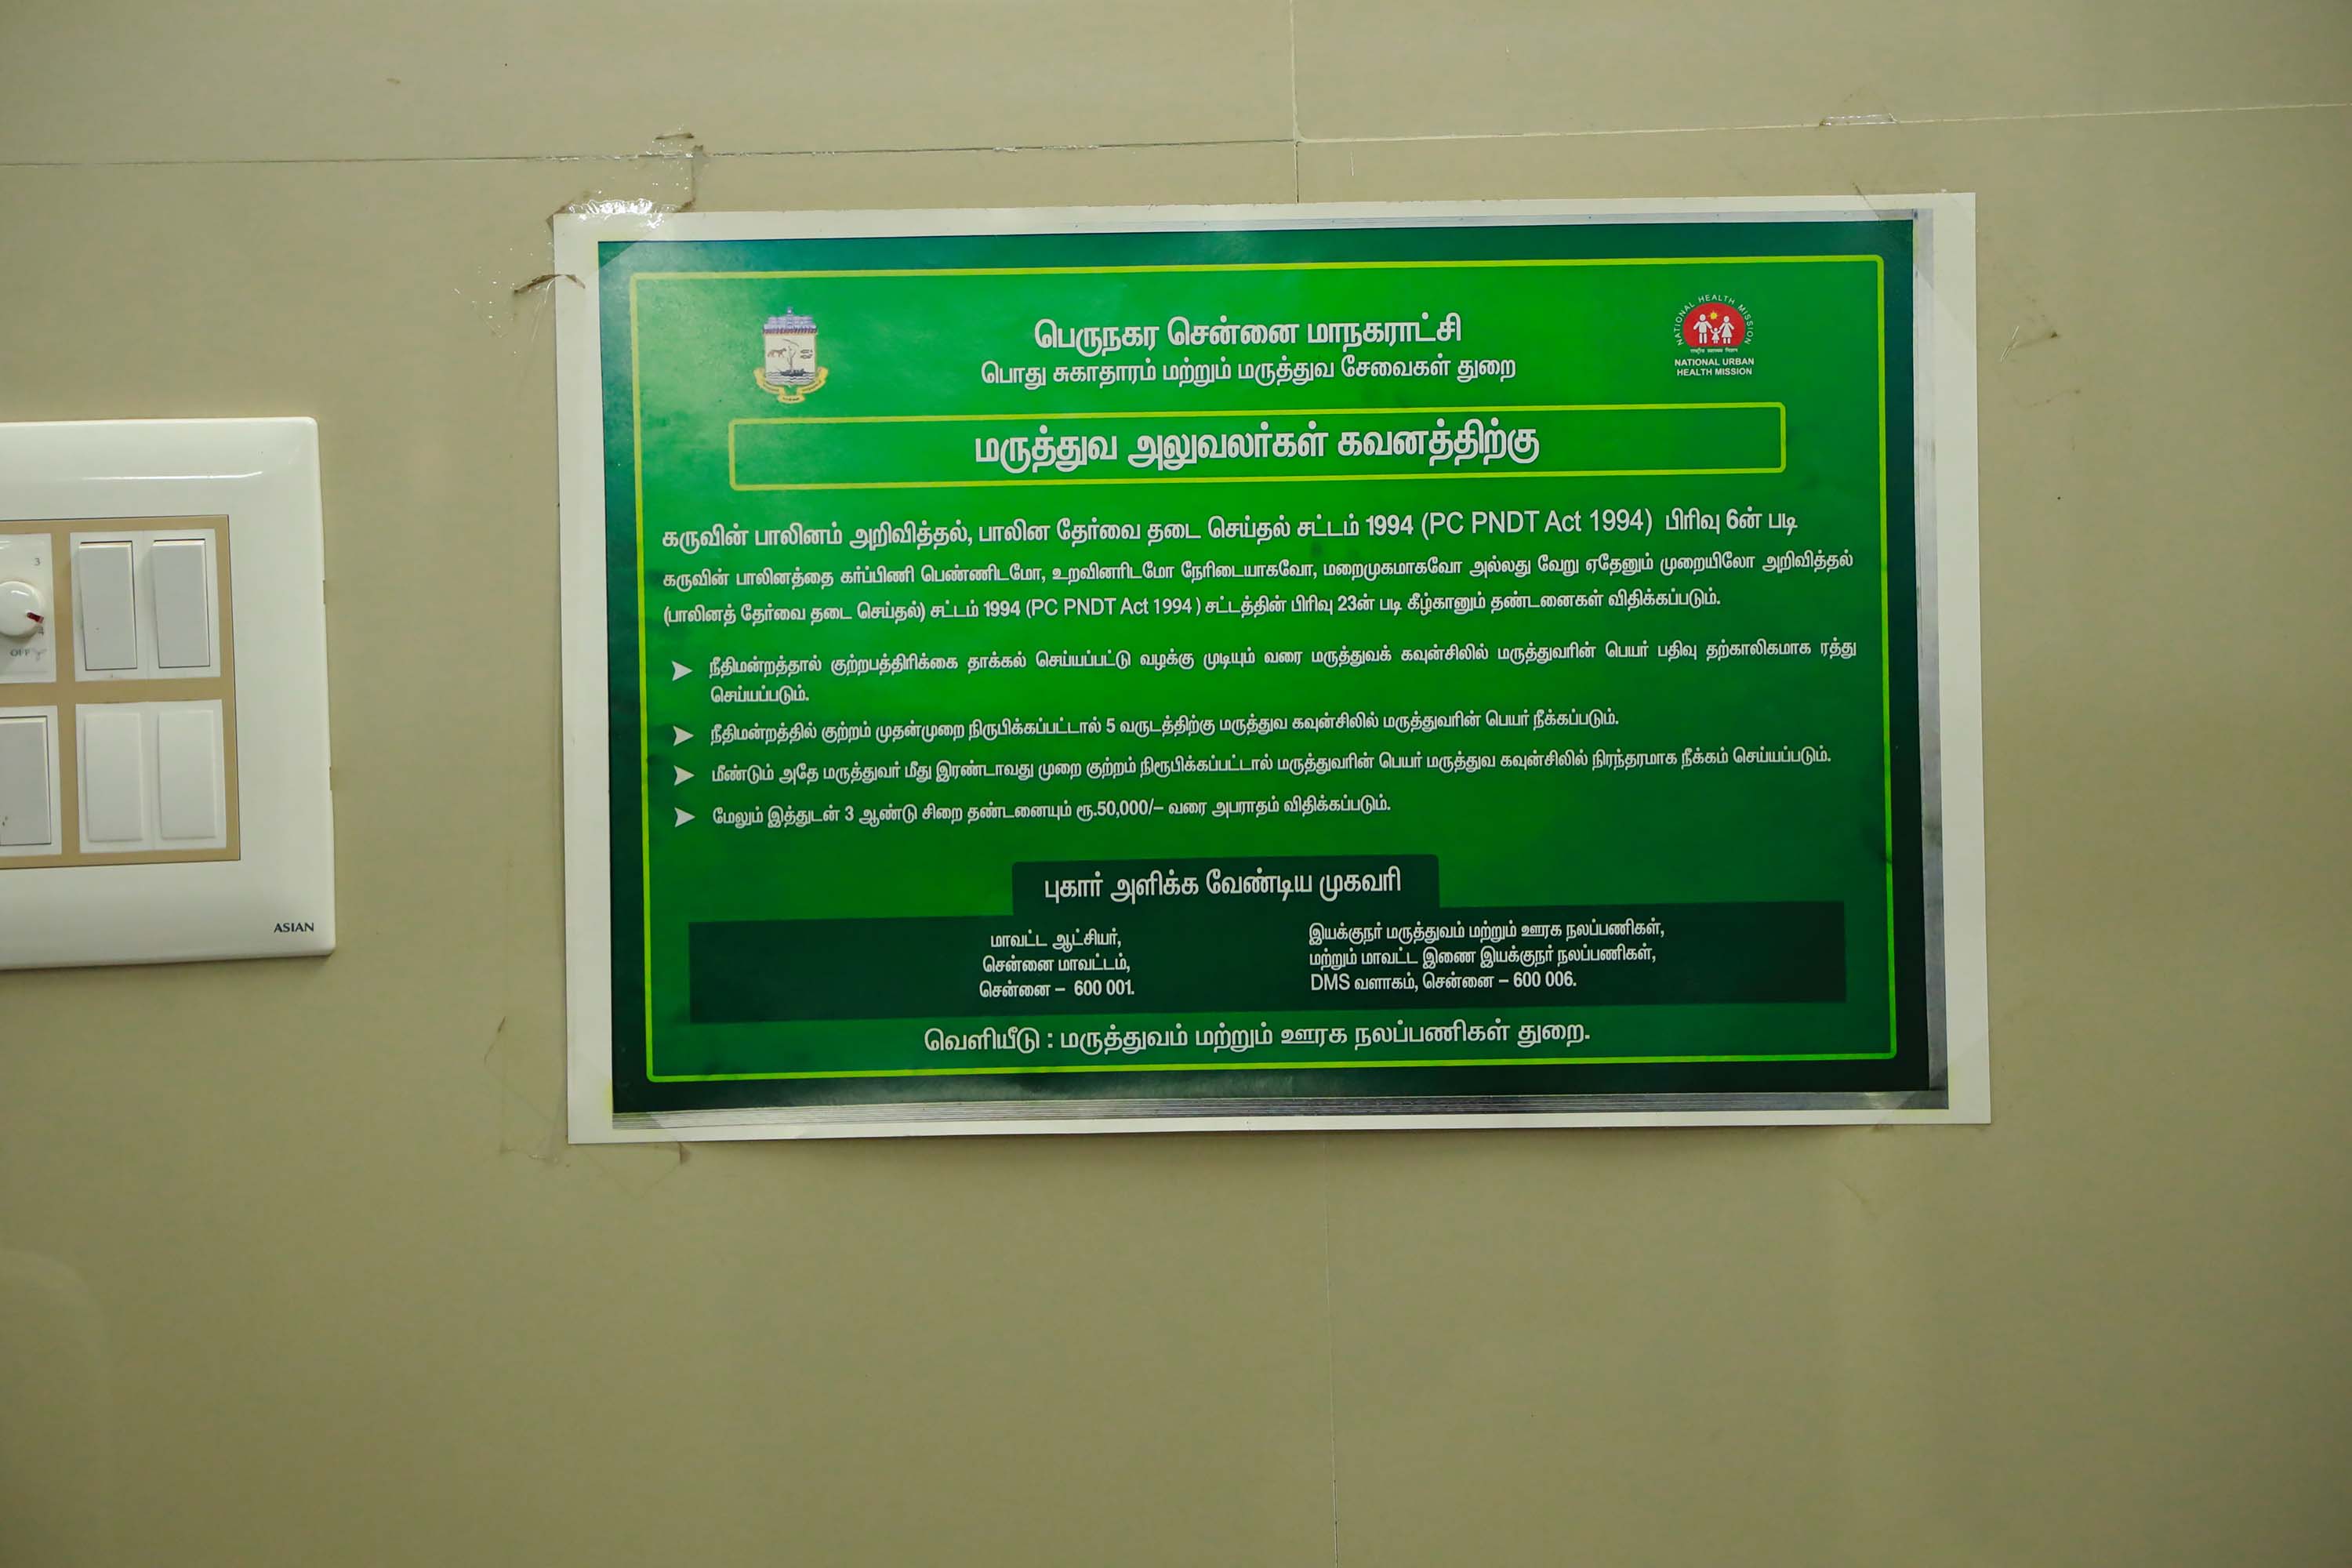 பெருநகர சென்னை மாநகராட்சி
பொது சுகாதாரம் மற்றும் மருத்துவ சேவைகள் துறை
NATIONAL HEALTH MISSION
NATIONAL URBAN
HEALTH MISSION
மருத்துவ அலுவலர்கள் கவனத்திற்கு
கருவின் பாலினம் அறிவித்தல், பாலின தேர்வை தடை செய்தல் சட்டம் 1994 (PC PNDT Act 1994) பிரிவு 6ன் படி
கருவின் பாலினத்தை கர்ப்பிணி பெண்ணிடமோ, உறவினரிடமோ நேரிடையாகவோ, மறைமுகமாகவோ அல்லது வேறு ஏதேனும் முறையிலோ அறிவித்தல்
(பாலினத் தேர்வை தடை செய்தல்) சட்டம் 1994 (PC PNDT Act 1994 ) சட்டத்தின் பிரிவு 23ன் படி கீழ்கானும் தண்டனைகள் விதிக்கப்படும்.
➤ நீதிமன்றத்தால் குற்றபத்திரிக்கை தாக்கல் செய்யப்பட்டு வழக்கு முடியும் வரை மருத்துவக் கவுன்சிலில் மருத்துவரின் பெயர் பதிவு தற்காலிகமாக ரத்து
செய்யப்படும்.
➤ நீதிமன்றத்தில் குற்றம் முதன்முறை நிருபிக்கப்பட்டால் 5 வருடத்திற்கு மருத்துவ கவுன்சிலில் மருத்துவரின் பெயர் நீக்கப்படும்.
➤ மீண்டும் அதே மருத்துவர் மீது இரண்டாவது முறை குற்றம் நிரூபிக்கப்பட்டால் மருத்துவரின் பெயர் மருத்துவ கவுன்சிலில் நிரந்தரமாக நீக்கம் செய்யப்படும்.
➤ மேலும் இத்துடன் 3 ஆண்டு சிறை தண்டனையும் ரூ.50,000/– வரை அபராதம் விதிக்கப்படும்.
புகார் அளிக்க வேண்டிய முகவரி
மாவட்ட ஆட்சியர்,
சென்னை மாவட்டம்,
சென்னை – 600 001.
இயக்குநர் மருத்துவம் மற்றும் ஊரக நலப்பணிகள்,
மற்றும் மாவட்ட இணை இயக்குநர் நலப்பணிகள்,
DMS வளாகம், சென்னை – 600 006.
வெளியீடு : மருத்துவம் மற்றும் ஊரக நலப்பணிகள் துறை.
3
OFF
ASIAN